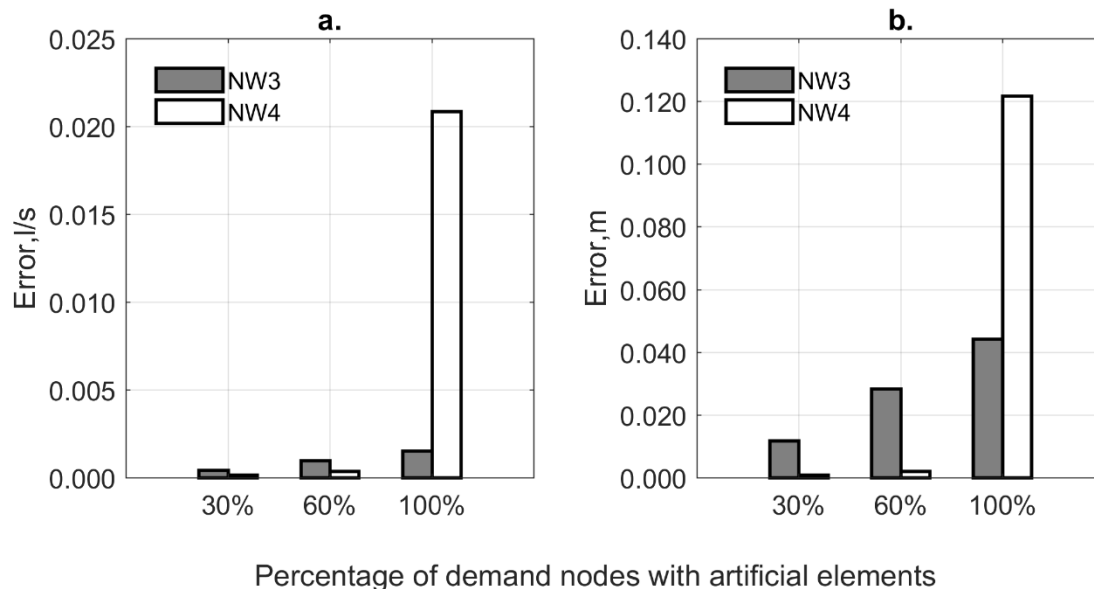 a.
Error,l/s
0.025
0.020
0.015
0.010
0.005
0.000
NW3
NW4
30% 60% 100%
b.
Error,m
0.140
0.120
0.100
0.080
0.060
0.040
0.020
0.000
NW3
NW4
30% 60% 100%
Percentage of demand nodes with artificial elements